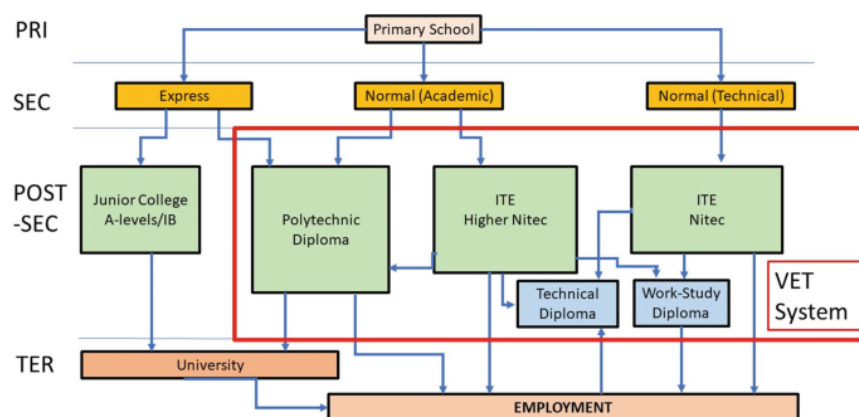 PRI
Primary School
SEC
Express
Normal (Academic)
Normal (Technical)
POST
-SEC
Junior College
A-levels/IB
Polytechnic
Diploma
ITE
Higher Nitec
ITE
Nitec
Technical
Diploma
Work-Study
Diploma
VET
System
TER
University
EMPLOYMENT